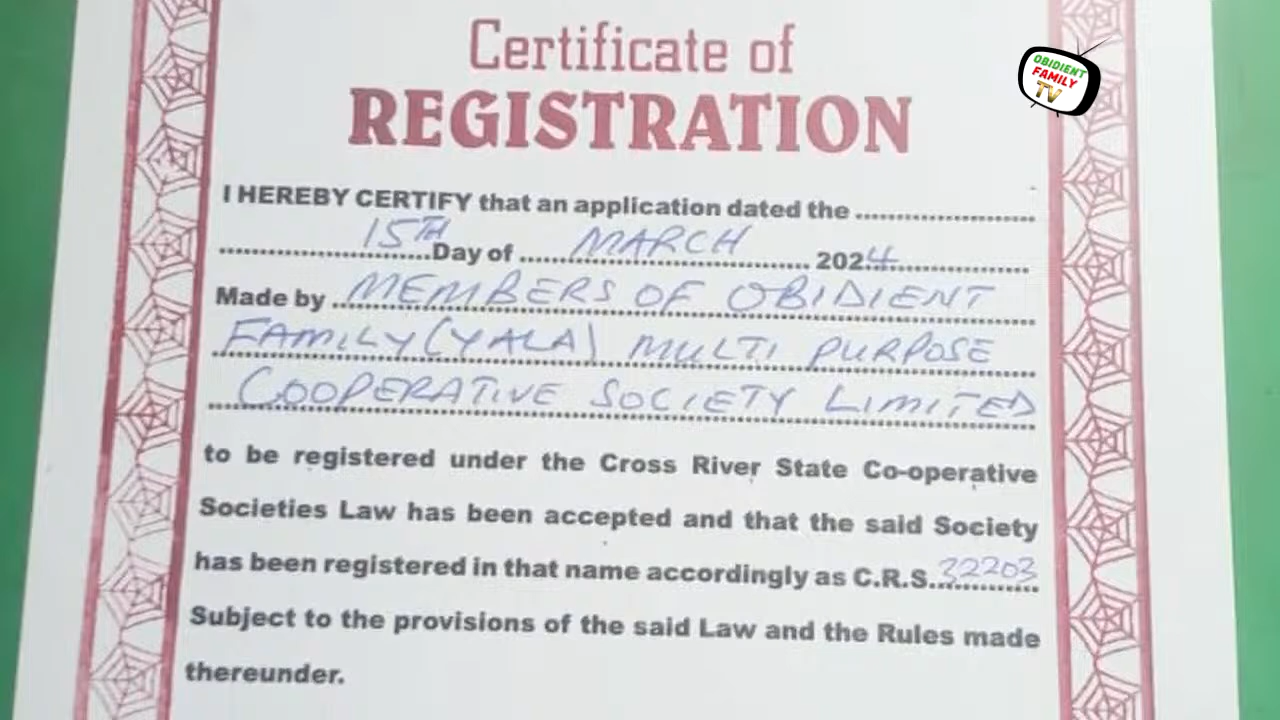 Certificate of
REGISTRATION
OBIDIENT
FAMILY
TV
I HEREBY CERTIFY that an application dated the ....................
15TH Day of MARCH 2024
Made by MEMBERS OF OBIDIENT
FAMILY (YALA) MULTI PURPOSE
COOPERATIVE SOCIETY LIMITED
to be registered under the Cross River State Co-operative
Societies Law has been accepted and that the said Society
has been registered in that name accordingly as C.R.S. 32203
Subject to the provisions of the said Law and the Rules made
thereunder.